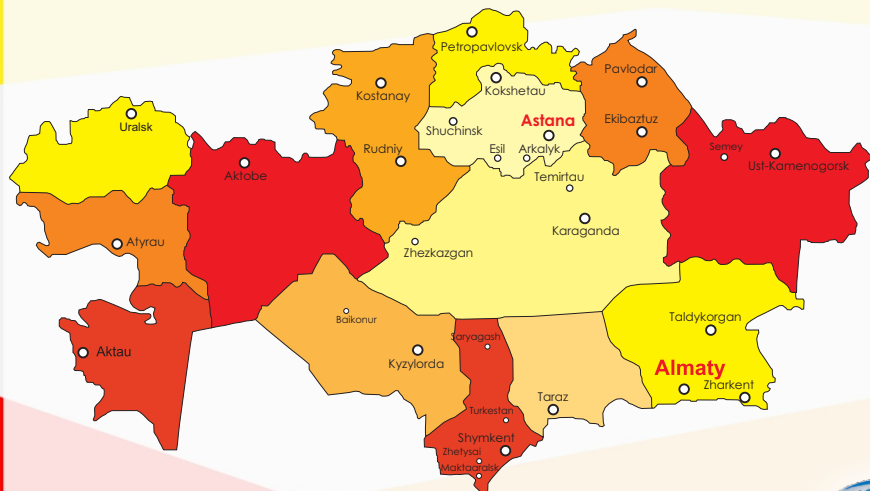 Petropavlovsk
Pavlodar
Kokshetau
Kostanay
Astana
Ekibaztuz
Uralsk
Shuchinsk
Semey
Rudniy
Esil
Arkalyk
Ust-Kamenogorsk
Aktobe
Temirtau
Karaganda
Atyrau
Zhezkazgan
Baikonur
Taldykorgan
Saryagash
Aktau
Kyzylorda
Almaty
Zharkent
Taraz
Turkestan
Shymkent
Zhetysai
Maktaaralsk